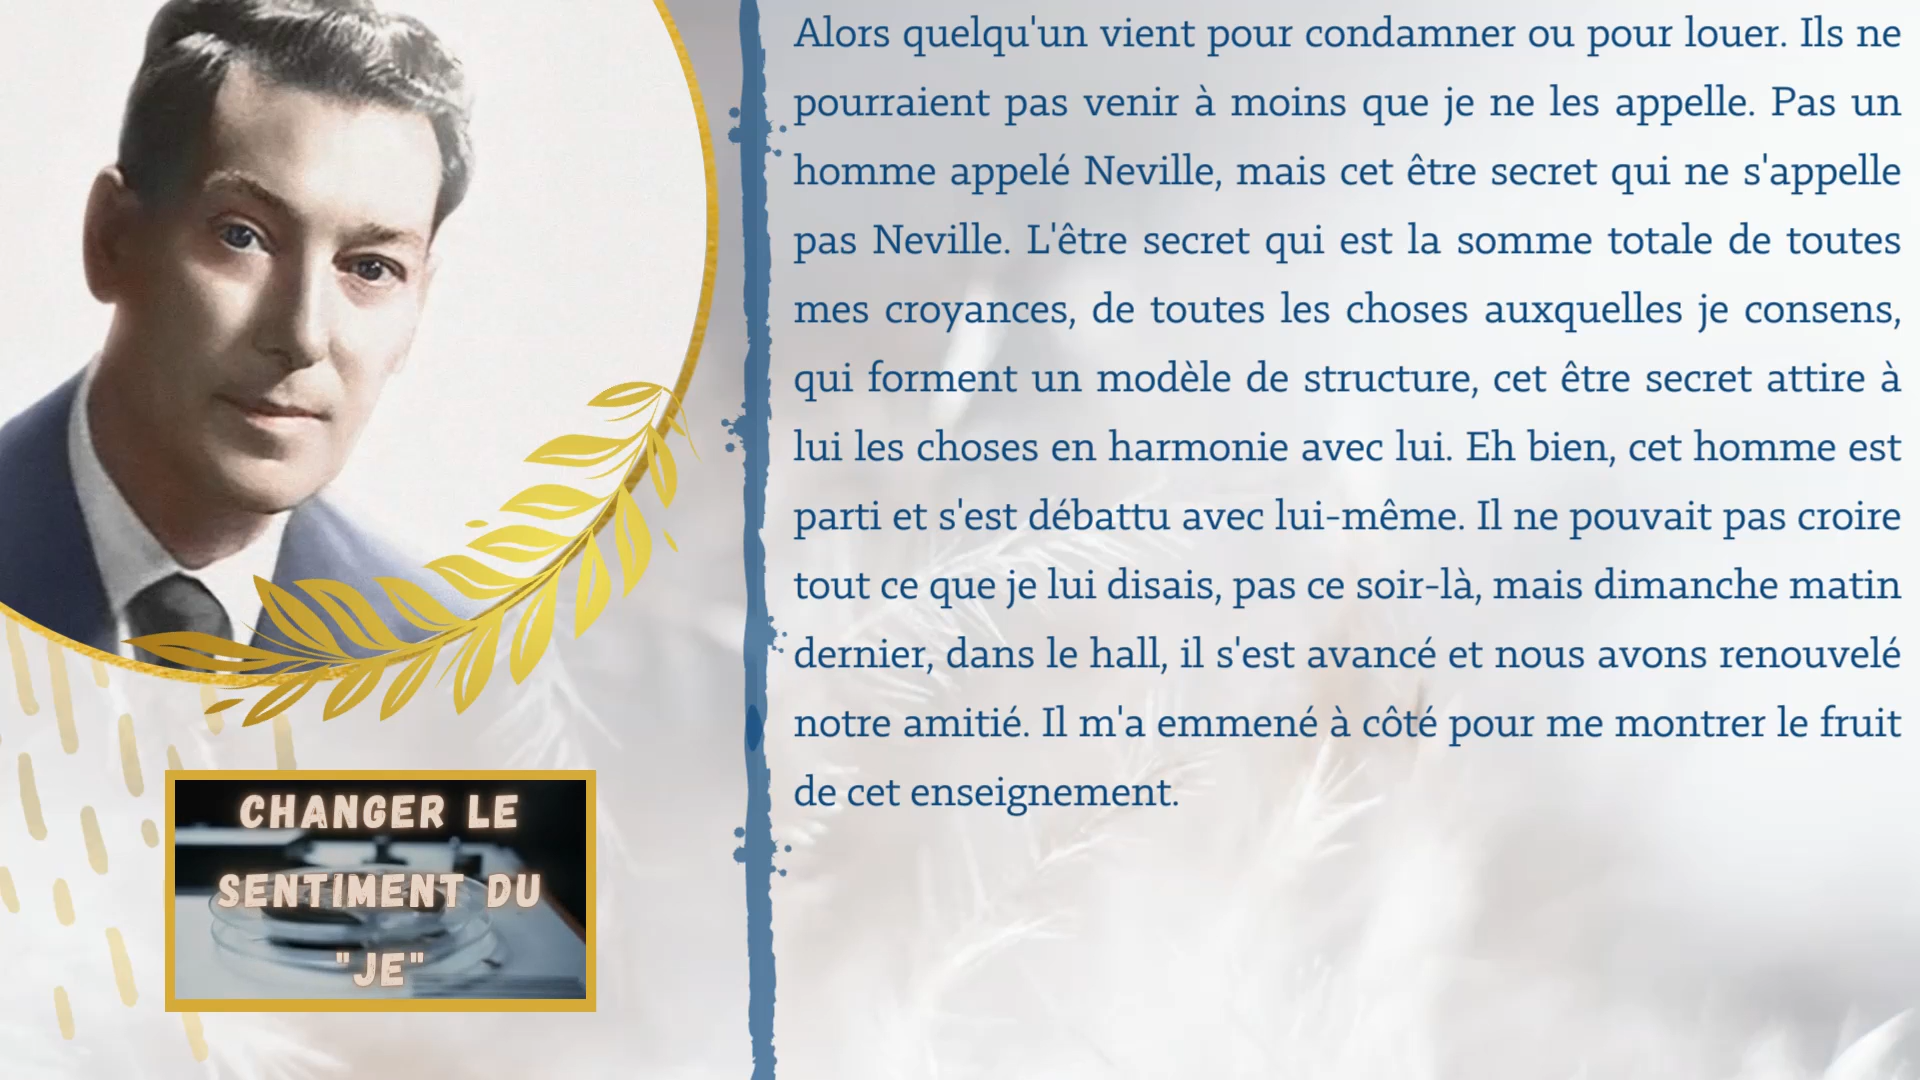 Alors quelqu'un vient pour condamner ou pour louer. Ils ne
pourraient pas venir à moins que je ne les appelle. Pas un
homme appelé Neville, mais cet être secret qui ne s'appelle
pas Neville. L'être secret qui est la somme totale de toutes
mes croyances, de toutes les choses auxquelles je consens,
qui forment un modèle de structure, cet être secret attire à
lui les choses en harmonie avec lui. Eh bien, cet homme est
parti et s'est débattu avec lui-même. Il ne pouvait pas croire
tout ce que je lui disais, pas ce soir-là, mais dimanche matin
dernier, dans le hall, il s'est avancé et nous avons renouvelé
notre amitié. Il m'a emmené à côté pour me montrer le fruit
de cet enseignement.
CHANGER LE
SENTIMENT DU
"JE"